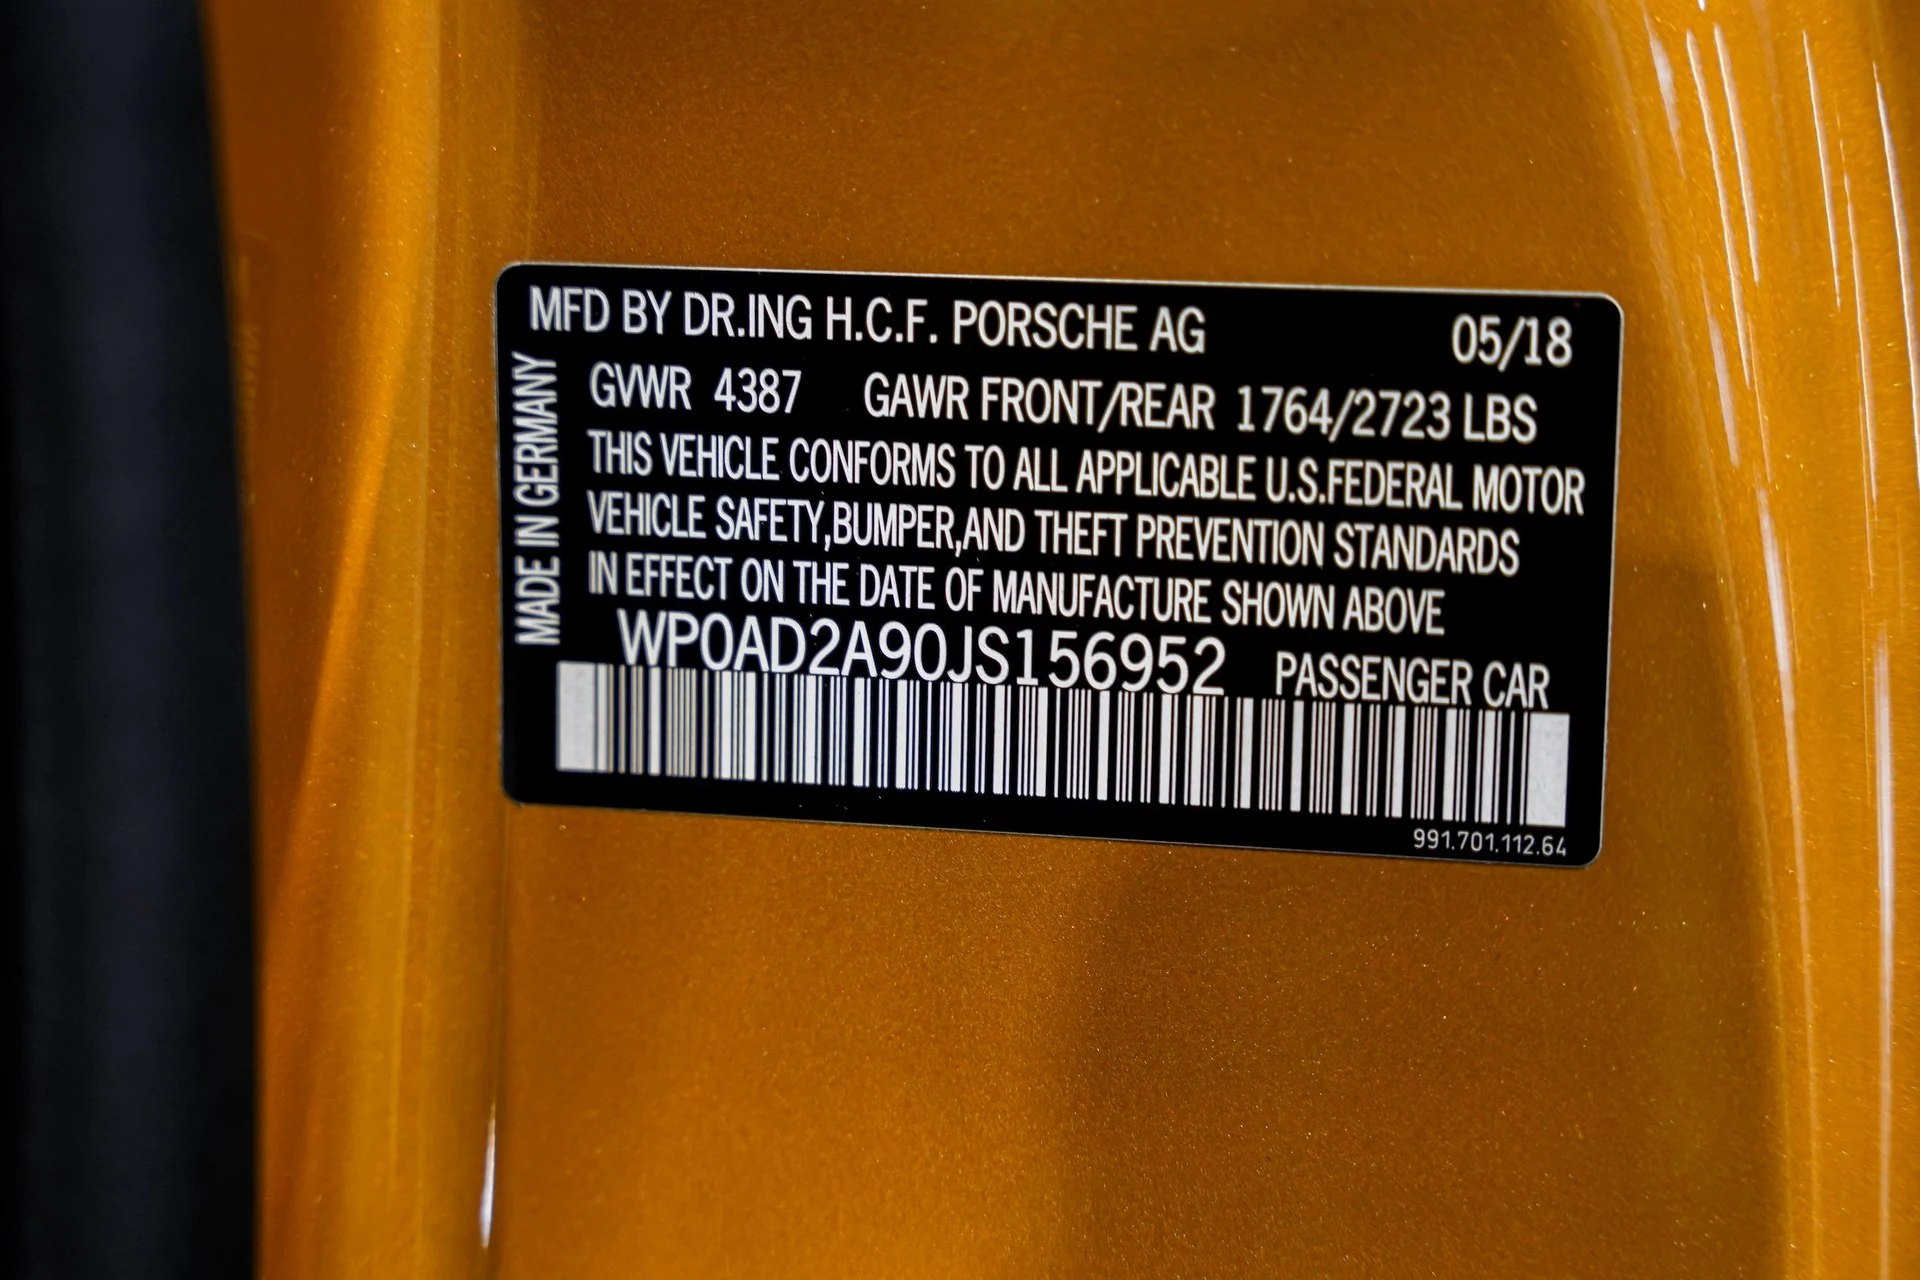 MFD BY DR.ING H.C.F. PORSCHE AG 05/18
GVWR 4387 GAWR FRONT/REAR 1764/2723 LBS
THIS VEHICLE CONFORMS TO ALL APPLICABLE U.S.FEDERAL MOTOR
VEHICLE SAFETY,BUMPER,AND THEFT PREVENTION STANDARDS
IN EFFECT ON THE DATE OF MANUFACTURE SHOWN ABOVE
WP0AD2A90JS156952 PASSENGER CAR
991.701.112.64
MADE IN GERMANY